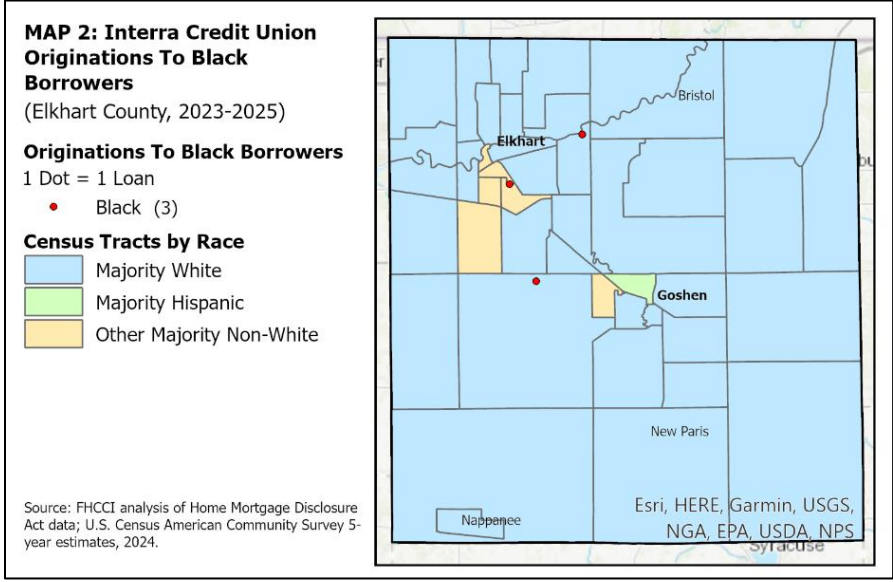 MAP 2: Interra Credit Union
Originations To Black
Borrowers
(Elkhart County, 2023-2025)
Originations To Black Borrowers
1 Dot = 1 Loan
Black (3)
Census Tracts by Race
Majority White
Majority Hispanic
Other Majority Non-White
Source: FHCCI analysis of Home Mortgage Disclosure
Act data; U.S. Census American Community Survey 5-
year estimates, 2024.
Bristol
Elkhart
Goshen
New Paris
Nappanee
Esri, HERE, Garmin, USGS,
NGA, EPA, USDA, NPS
Syracuse